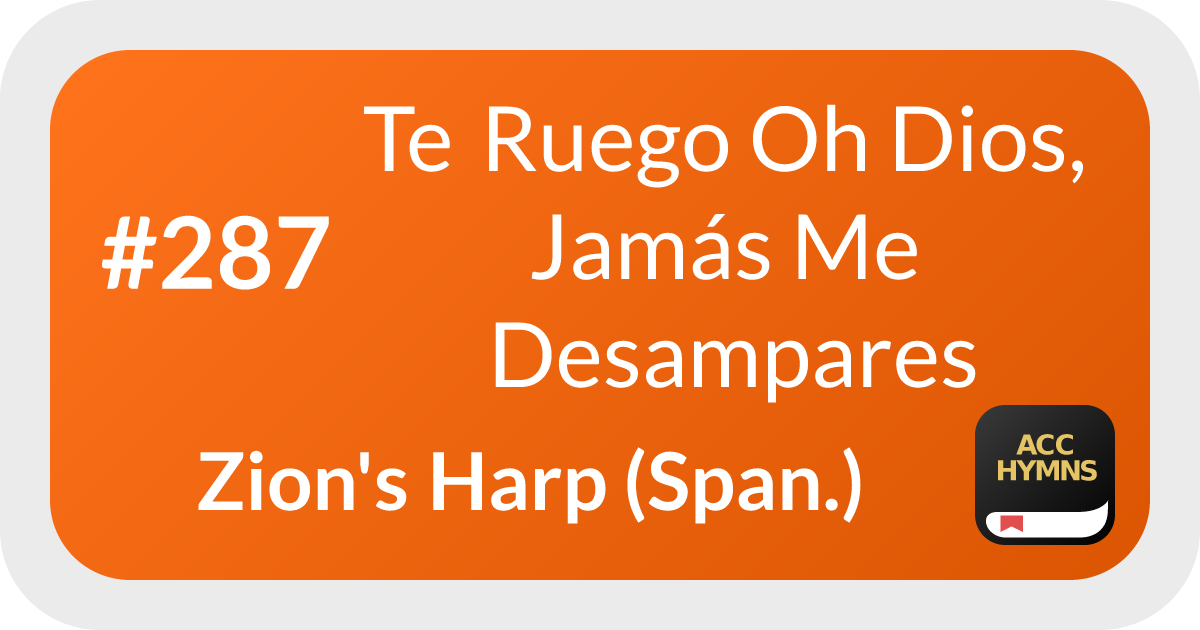 Te Ruego Oh Dios,
Jamás Me
Desampares
#287
Zion's Harp (Span.)
ACC
HYMNS